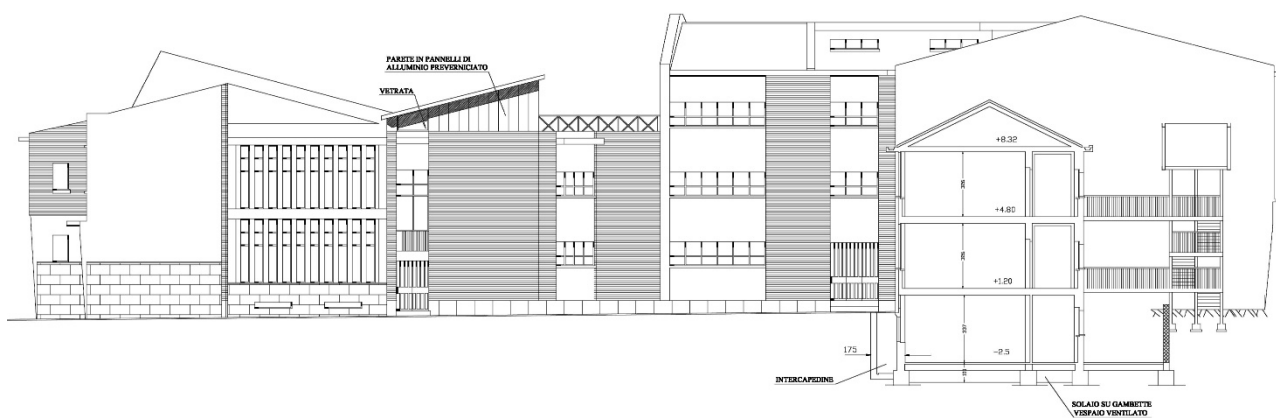 PARETE IN PANNELLI DI
ALLUMINIO PREVERNICIATO
VETRATA
+8.32
+4.80
+1.20
175
-2.5
INTERCAPEDINE
SOLAIO SU GAMBETTE
VESPAIO VENTILATO